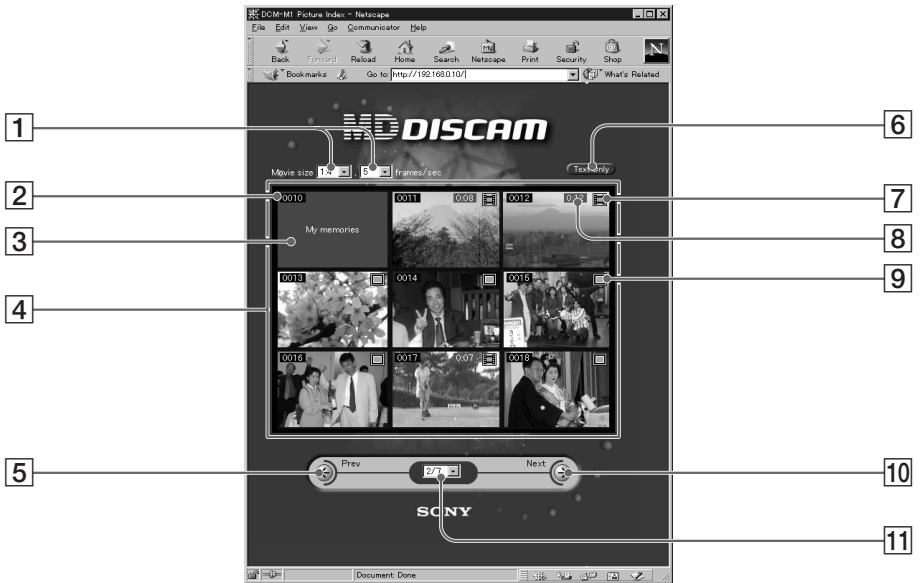 DCM-M1 Picture Index - Netscape
File Edit View Go Communicator Help
Back Forward Reload Home Search Netscape Print Security Shop N
Bookmarks Go to: http://192.168.0.10/ What's Related
MD DISCAM
1
6
Movie size 1:4 , 5 frames/sec Text Only
2
0010 0011 0:08 0012 0:12
7
3
My memories
8
0013 0014 0015
9
4
0016 0017 0:07 0018
5
Prev 2/7 Next
10
SONY
11
Document: Done